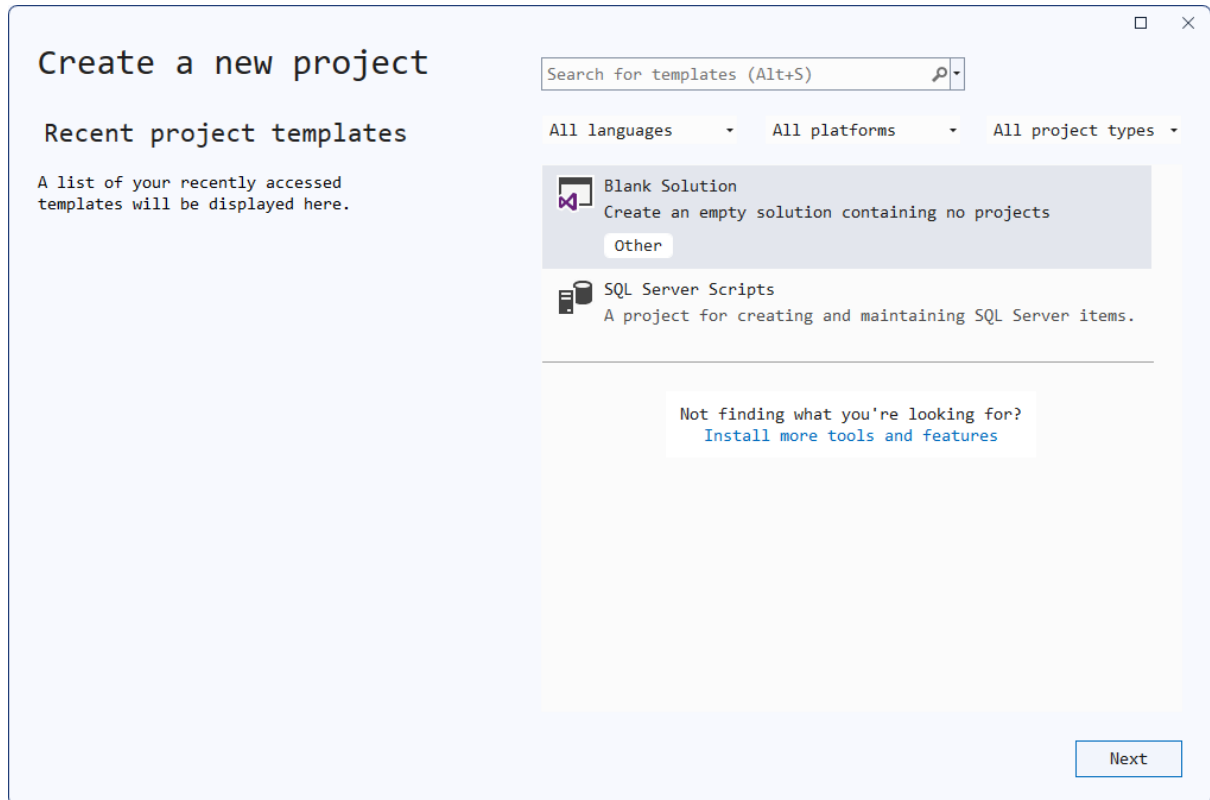 Create a new project
Search for templates (Alt+S)
Recent project templates
All languages
All platforms
All project types
A list of your recently accessed
templates will be displayed here.
Blank Solution
Create an empty solution containing no projects
Other
SQL Server Scripts
A project for creating and maintaining SQL Server items.
Not finding what you're looking for?
Install more tools and features
Next